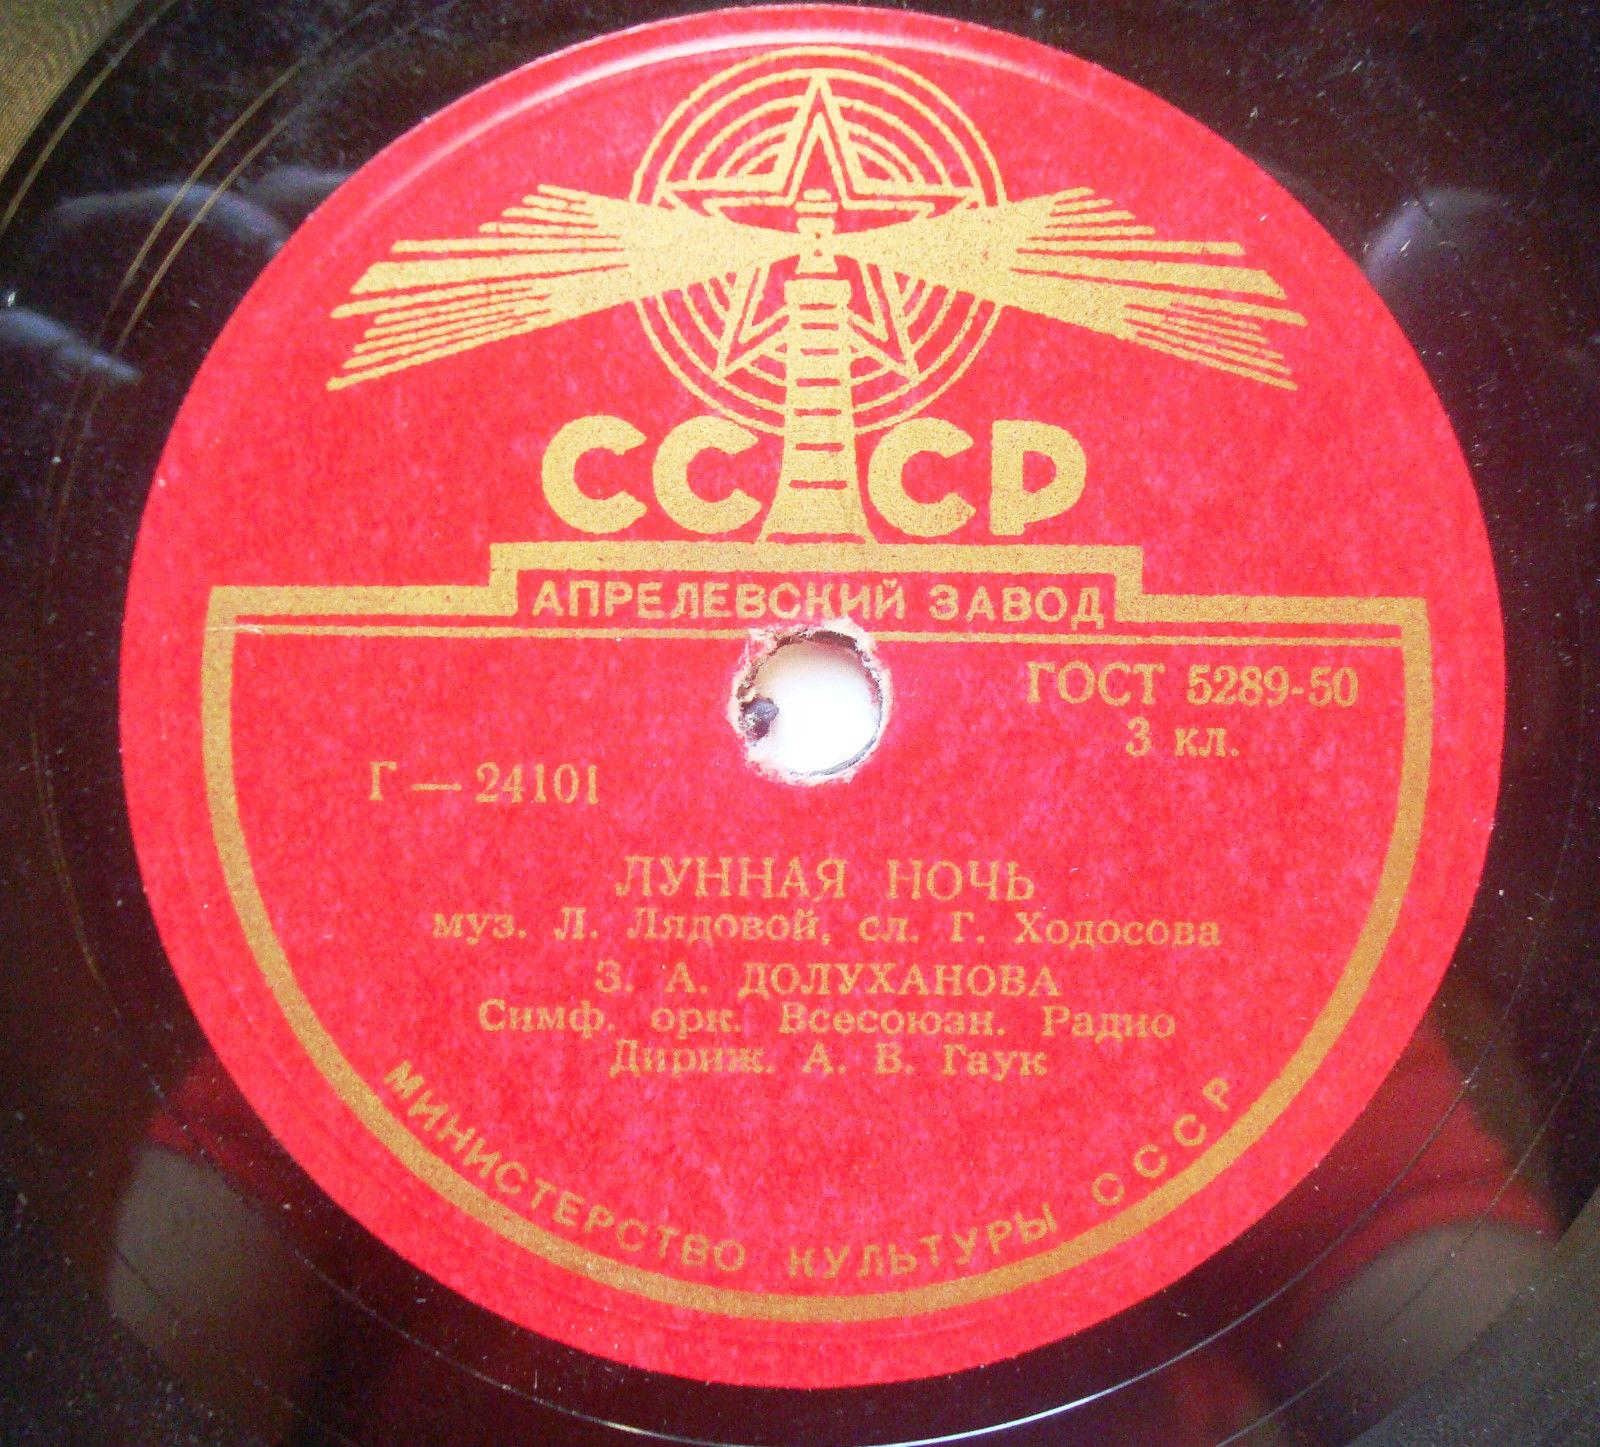 СССР
АПРЕЛЕВСКИЙ ЗАВОД
ГОСТ 5289-50
3 кл.
Г — 24101
ЛУННАЯ НОЧЬ
муз. Л. Лядовой, сл. Г. Ходосова
З. А. ДОЛУХАНОВА
Симф. орк. Всесоюзн. Радио
Дириж. А. В. Гаук
МИНИСТЕРСТВО КУЛЬТУРЫ СССР